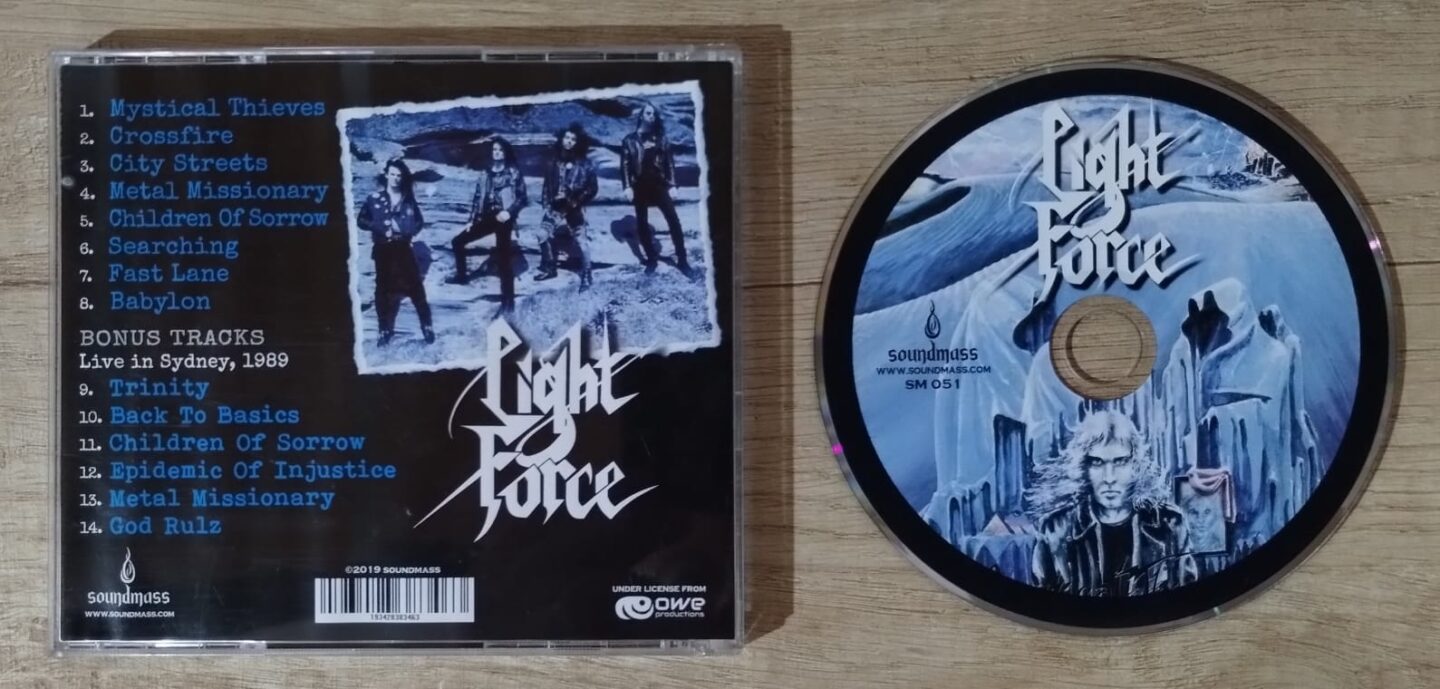 1. Mystical Thieves
2. Crossfire
3. City Streets
4. Metal Missionary
5. Children Of Sorrow
6. Searching
7. Fast Lane
8. Babylon
BONUS TRACKS
Live in Sydney, 1989
9. Trinity
10. Back To Basics
11. Children Of Sorrow
12. Epidemic Of Injustice
13. Metal Missionary
14. God Rulz
Light
Force
soundmass
WWW.SOUNDMASS.COM
©2019 SOUNDMASS
193428383463
UNDER LICENSE FROM
owe
productions
Light
Force
soundmass
WWW.SOUNDMASS.COM
SM 051